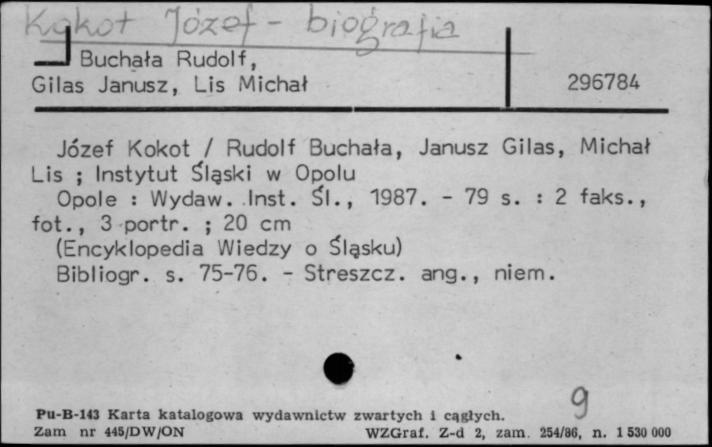 Kokot Józef - biografia
Buchała Rudolf,
Gilas Janusz, Lis Michał
296784
Józef Kokot / Rudolf Buchała, Janusz Gilas, Michał
Lis ; Instytut Śląski w Opolu
Opole : Wydaw. Inst. Śl., 1987. - 79 s. : 2 faks.,
fot., 3 portr. ; 20 cm
(Encyklopedia Wiedzy o Śląsku)
Bibliogr. s. 75-76. - Streszcz. ang., niem.
9
Pu-B-143 Karta katalogowa wydawnictw zwartych i cągłych.
Zam nr 445/DW/ON WZGraf. Z-d 2, zam. 254/86, n. 1 530 000